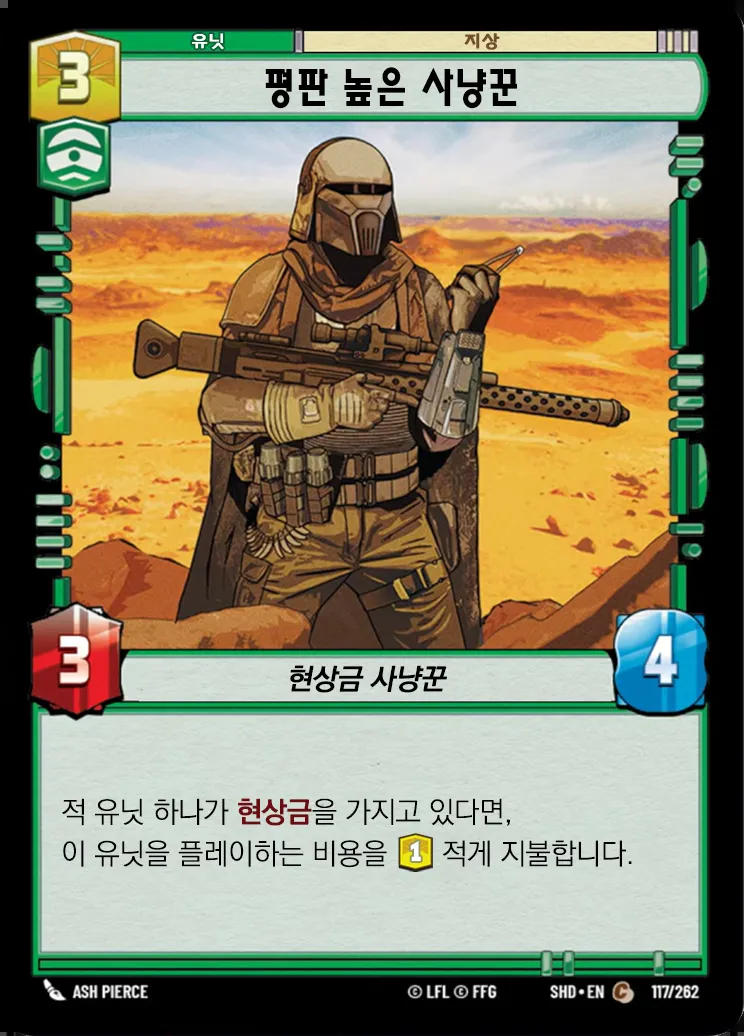 유닛
지상
3
평판 높은 사냥꾼
3
현상금 사냥꾼
4
적 유닛 하나가 현상금을 가지고 있다면,
이 유닛을 플레이하는 비용을 1 적게 지불합니다.
ASH PIERCE
© LFL © FFG
SHD • EN
C
117/262